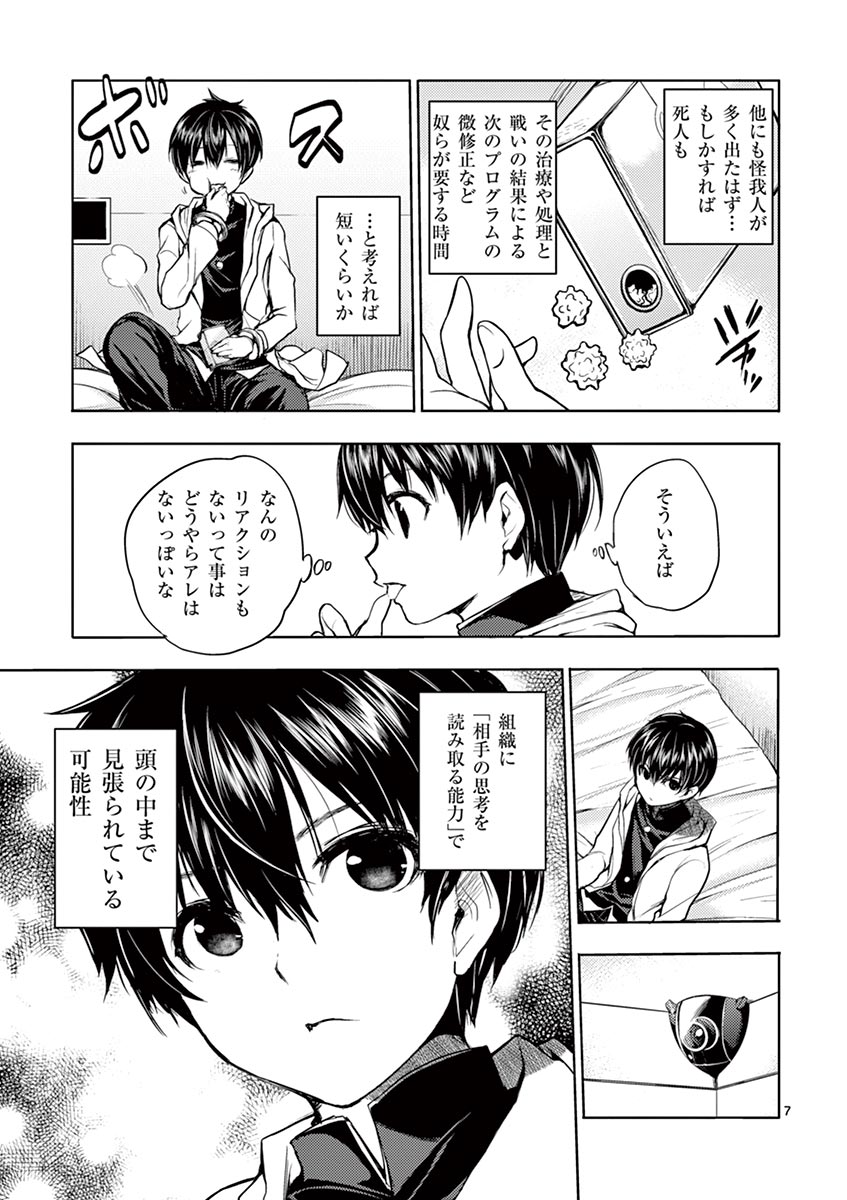 他にも怪我人が
多く出たはず…
もしかすれば
死人も
その治療や処理と
戦いの結果による
次のプログラムの
微修正など
奴らが要する時間
ジャッ
…と考えれば
短いくらいか
ボスッ
そういえば
なんの
リアクションも
ないって事は
どうやらアレは
ないっぽいな
組織に
「相手の思考を
読み取る能力」で
頭の中まで
見張られている
可能性
7